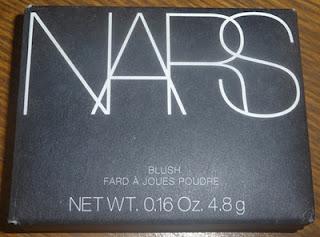 NARS
BLUSH
FARD À JOUES POUDRE
NET WT. 0.16 Oz. 4.8 g